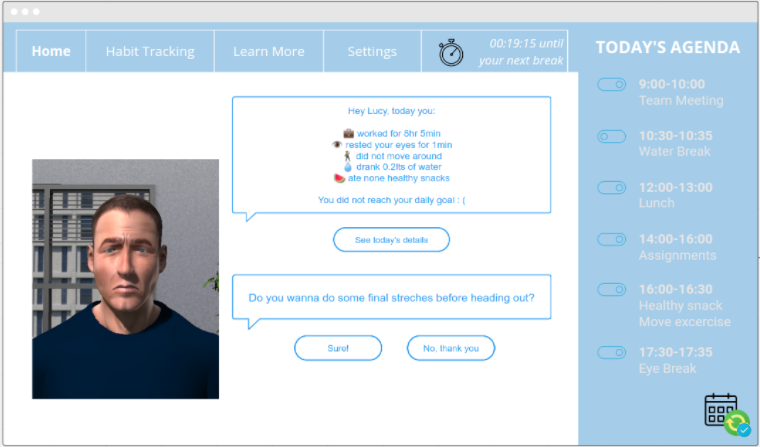 Home
Habit Tracking
Learn More
Settings
00:19:15 until
your next break
Hey Lucy, today you:
worked for 8hr 5min
rested your eyes for 1min
did not move around
drank 0.2lts of water
ate none healthy snacks
You did not reach your daily goal : (
See today's details
Do you wanna do some final streches before heading out?
Sure!
No, thank you
TODAY'S AGENDA
9:00-10:00
Team Meeting
10:30-10:35
Water Break
12:00-13:00
Lunch
14:00-16:00
Assignments
16:00-16:30
Healthy snack
Move excercise
17:30-17:35
Eye Break